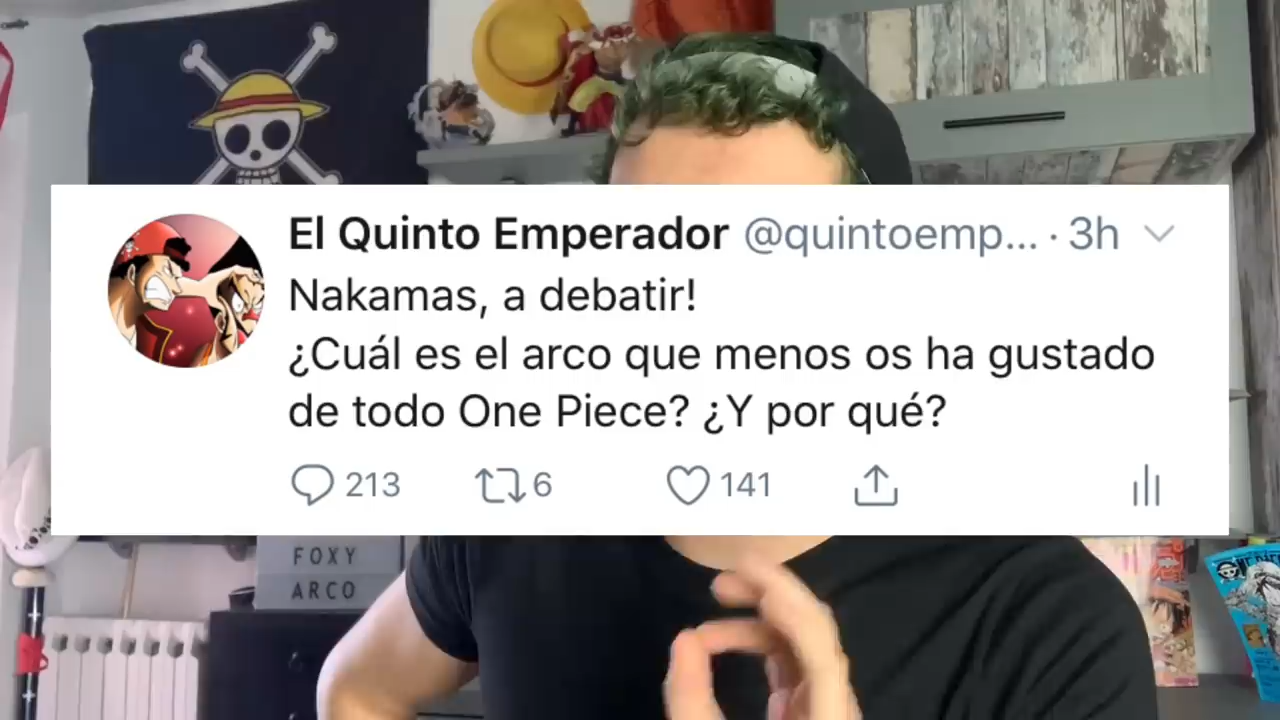 El Quinto Emperador @quintoemp... · 3h
Nakamas, a debatir!
¿Cuál es el arco que menos os ha gustado
de todo One Piece? ¿Y por qué?
213 6 141
FOXY
ARCO